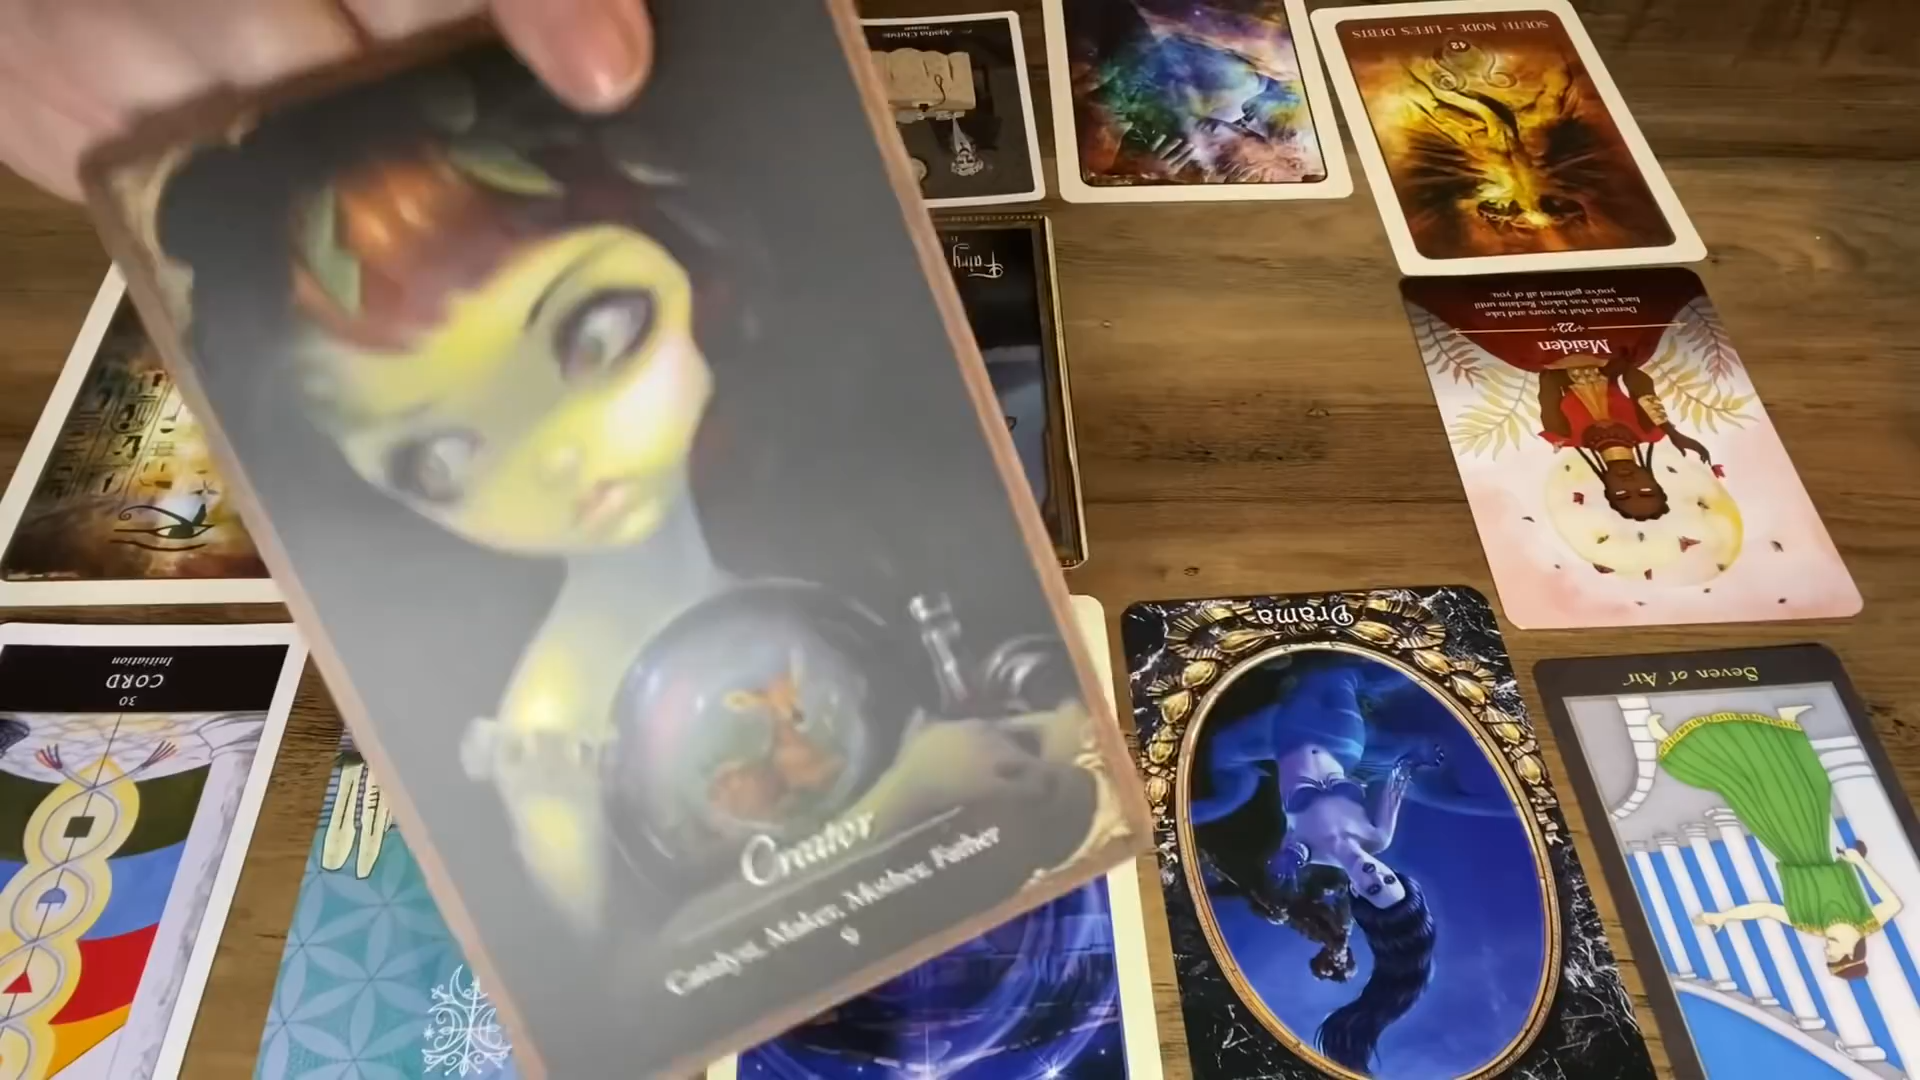 Agatha Christie
SOUTH NODE - LIFE'S DEBTS
42
Fairy
Demand what is yours and take
back what was taken. Reclaim until
you've gathered all of you.
+22+
Maiden
Drama
Seven of Air
Initiation
CORD
30
Creator
Catalyst, Maker, Mother, Father
9